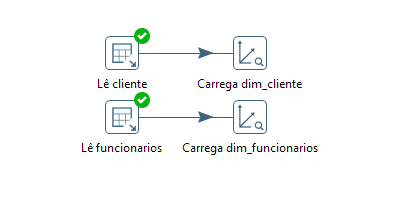 Lê cliente
Carrega dim_cliente
Lê funcionarios
Carrega dim_funcionarios